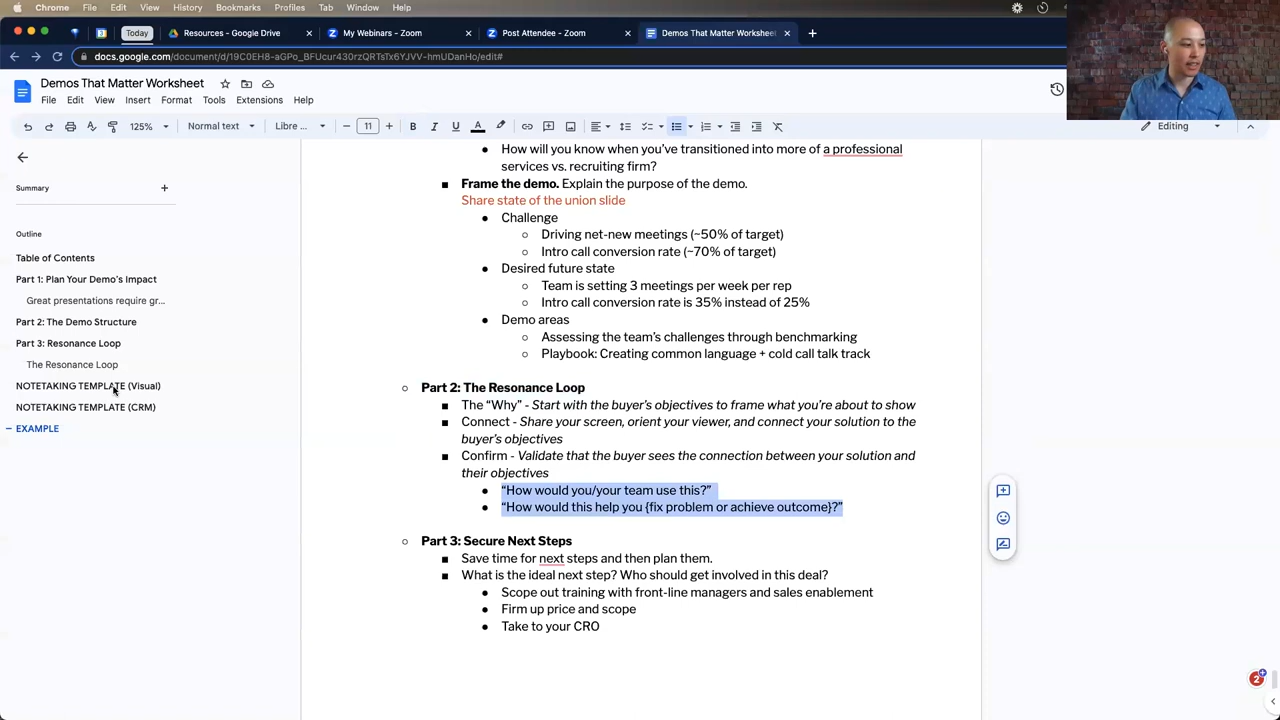 Chrome File Edit View History Bookmarks Profiles Tab Window Help
Today
Resources - Google Drive
My Webinars - Zoom
Post Attendee - Zoom
Demos That Matter Workshee
docs.google.com/document/d/19C0EH8-aGPo_BFUcur430rzQRTsTx6YJVV-hmUDanHo/edit#
Demos That Matter Worksheet
File Edit View Insert Format Tools Extensions Help
125% Normal text Libre ... 11 B I U A Editing
Summary
Outline
Table of Contents
Part 1: Plan Your Demo's Impact
Great presentations require gr...
Part 2: The Demo Structure
Part 3: Resonance Loop
The Resonance Loop
NOTETAKING TEMPLATE (Visual)
NOTETAKING TEMPLATE (CRM)
EXAMPLE
How will you know when you've transitioned into more of a professional
services vs. recruiting firm?
Frame the demo. Explain the purpose of the demo.
Share state of the union slide
Challenge
Driving net-new meetings (~50% of target)
Intro call conversion rate (~70% of target)
Desired future state
Team is setting 3 meetings per week per rep
Intro call conversion rate is 35% instead of 25%
Demo areas
Assessing the team's challenges through benchmarking
Playbook: Creating common language + cold call talk track
Part 2: The Resonance Loop
The “Why” - Start with the buyer's objectives to frame what you're about to show
Connect - Share your screen, orient your viewer, and connect your solution to the
buyer's objectives
Confirm - Validate that the buyer sees the connection between your solution and
their objectives
“How would you/your team use this?”
“How would this help you {fix problem or achieve outcome}?”
Part 3: Secure Next Steps
Save time for next steps and then plan them.
What is the ideal next step? Who should get involved in this deal?
Scope out training with front-line managers and sales enablement
Firm up price and scope
Take to your CRO
2